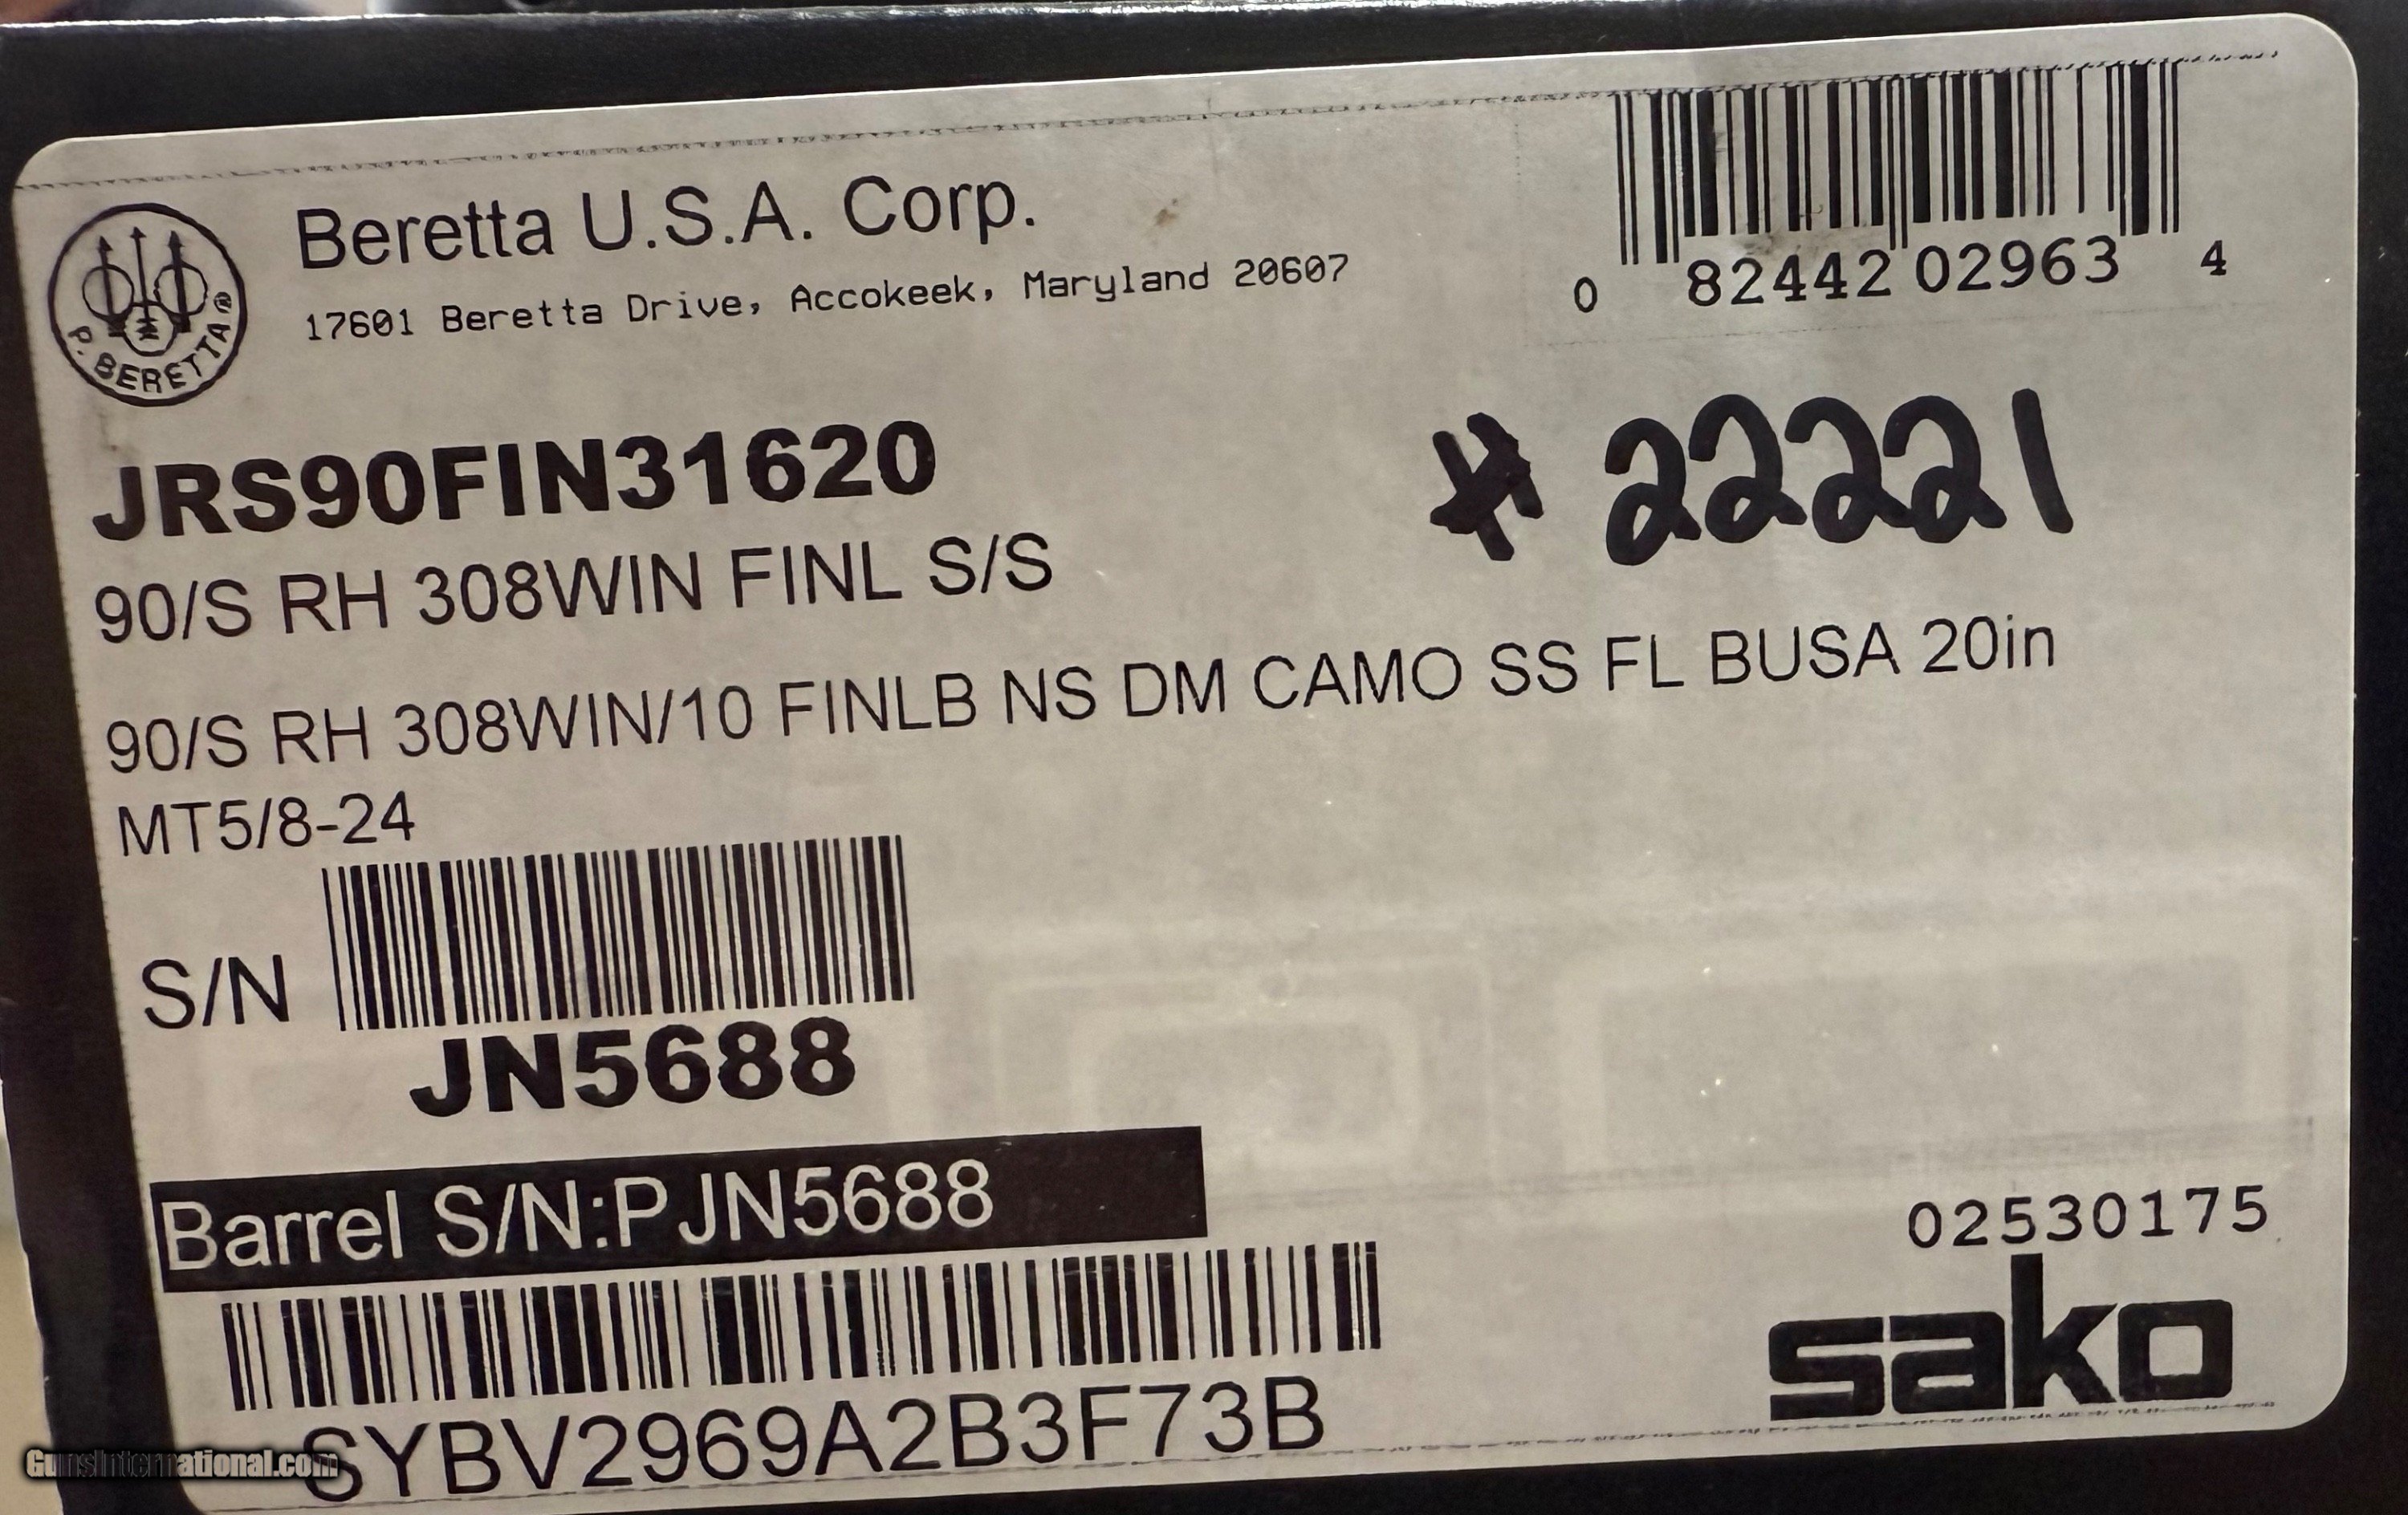 Beretta U.S.A. Corp.
17601 Beretta Drive, Accokeek, Maryland 20607
P. BERETTA®
0 82442 02963 4
JRS90FIN31620
# 22221
90/S RH 308WIN FINL S/S
90/S RH 308WIN/10 FINLB NS DM CAMO SS FL BUSA 20in
MT5/8-24
S/N
JN5688
Barrel S/N:PJN5688
02530175
sako
SYBV2969A2B3F73B
GunsInternational.com